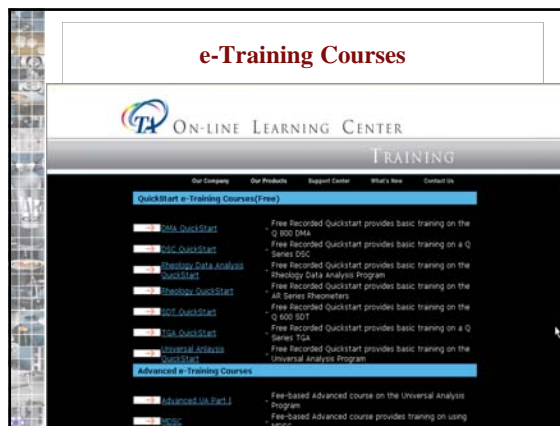 e-Training Courses
TA ON-LINE LEARNING CENTER
TRAINING
Our Company Our Products Support Center What's New Contact Us
QuickStart e-Training Courses(Free)
DMA QuickStart - Free Recorded Quickstart provides basic training on the
Q 800 DMA
DSC QuickStart - Free Recorded Quickstart provides basic training on a Q
Series DSC
Rheology Data Analysis - Free Recorded Quickstart provides basic training on the
QuickStart Rheology Data Analysis Program
Rheology QuickStart - Free Recorded Quickstart provides basic training on the
AR Series Rheometers
SDT QuickStart - Free Recorded Quickstart provides basic training on the
Q 600 SDT
TGA QuickStart - Free Recorded Quickstart provides basic training on a Q
Series TGA
Universal Anlaysis - Free Recorded Quickstart provides basic training on the
QuickStart Universal Analysis Program
Advanced e-Training Courses
Advanced UA Part I - Fee-based Advanced course on the Universal Analysis
Program
MDSC - Fee-based Advanced course provides training on using
MDSC